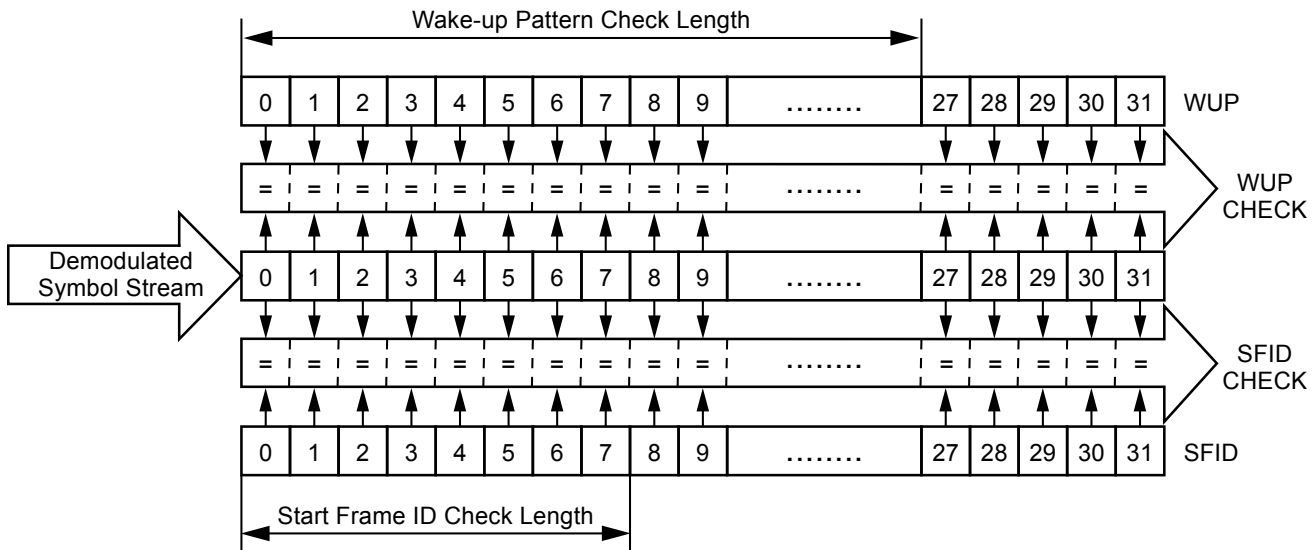 Wake-up Pattern Check Length
0 1 2 3 4 5 6 7 8 9 ........ 27 28 29 30 31 WUP
= = = = = = = = = = ........ = = = = =
WUP
CHECK
Demodulated
Symbol Stream
0 1 2 3 4 5 6 7 8 9 ........ 27 28 29 30 31
= = = = = = = = = = ........ = = = = =
SFID
CHECK
0 1 2 3 4 5 6 7 8 9 ........ 27 28 29 30 31 SFID
Start Frame ID Check Length